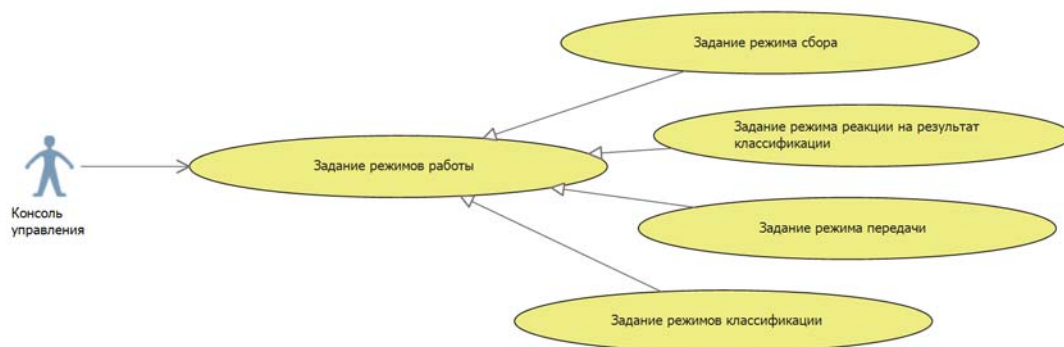 Задание режима сбора
Задание режима реакции на результат
классификации
Задание режимов работы
Консоль
управления
Задание режима передачи
Задание режимов классификации